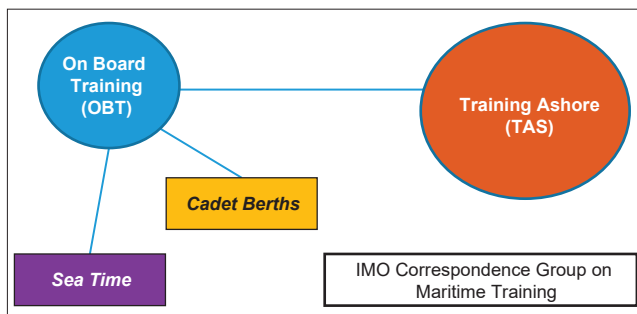 On Board
Training
(OBT)
Training Ashore
(TAS)
Cadet Berths
Sea Time
IMO Correspondence Group on
Maritime Training